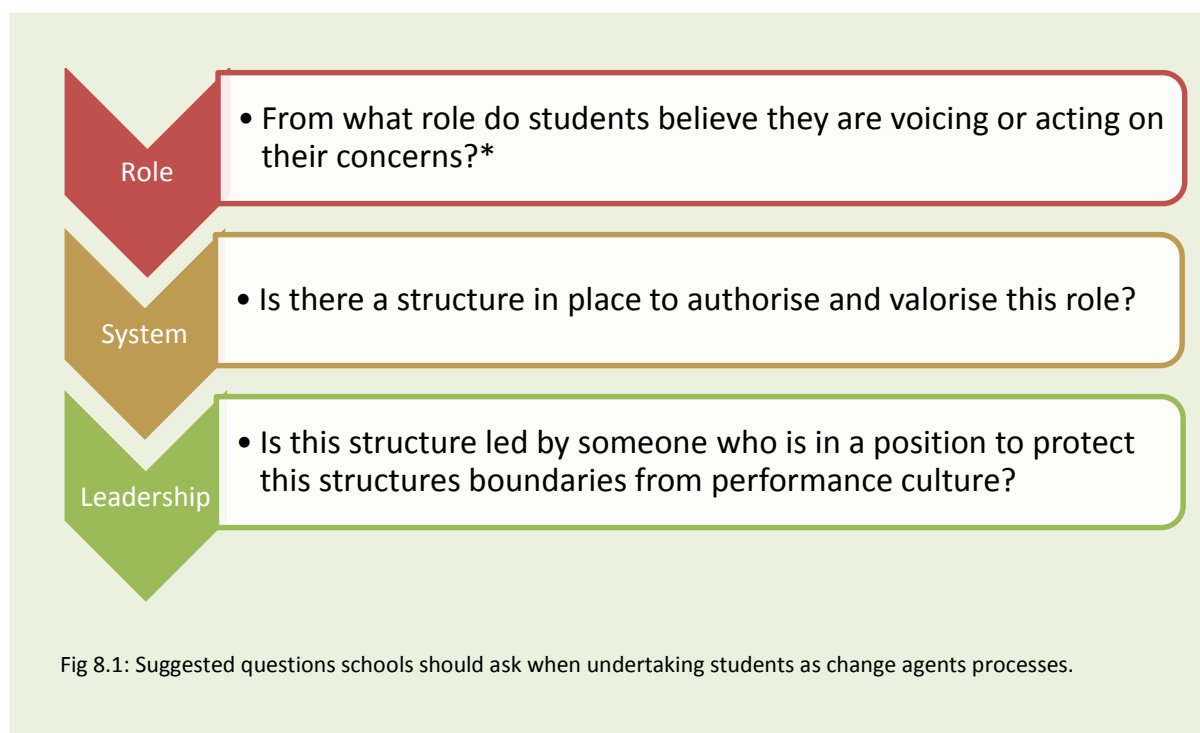 Role
• From what role do students believe they are voicing or acting on
their concerns?*
System
• Is there a structure in place to authorise and valorise this role?
Leadership
• Is this structure led by someone who is in a position to protect
this structures boundaries from performance culture?
Fig 8.1: Suggested questions schools should ask when undertaking students as change agents processes.